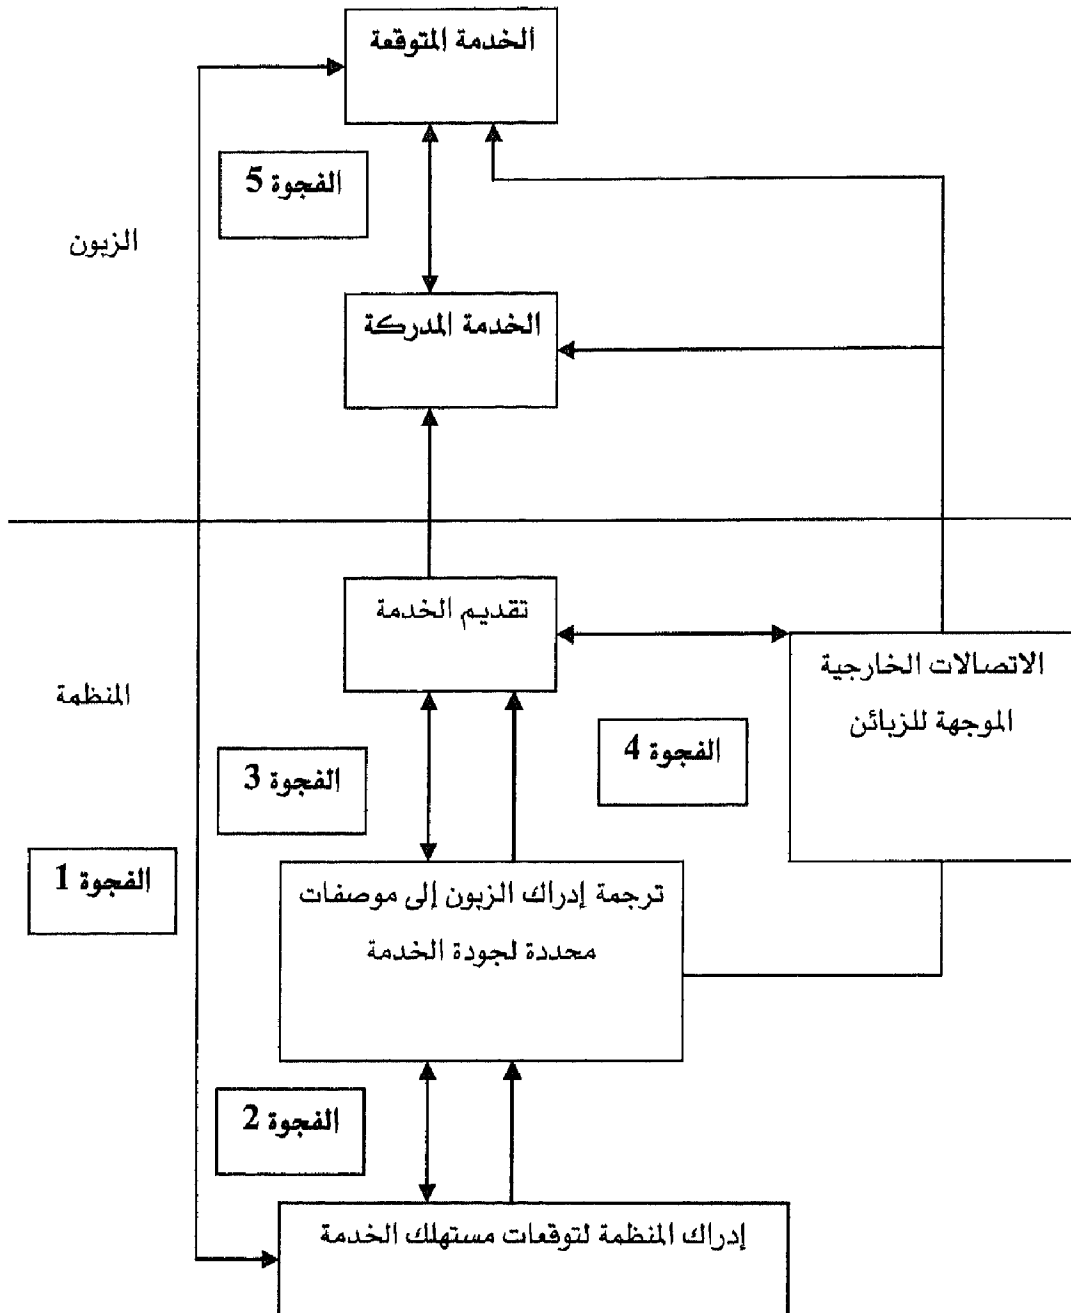 الخدمة المتوقعة
الفجوة 5
الزبون
الخدمة المدركة
تقديم الخدمة
الاتصالات الخارجية
الموجهة للزبائن
المنظمة
الفجوة 4
الفجوة 3
الفجوة 1
ترجمة إدراك الزبون إلى موصفات
محددة لجودة الخدمة
الفجوة 2
إدراك المنظمة لتوقعات مستهلك الخدمة